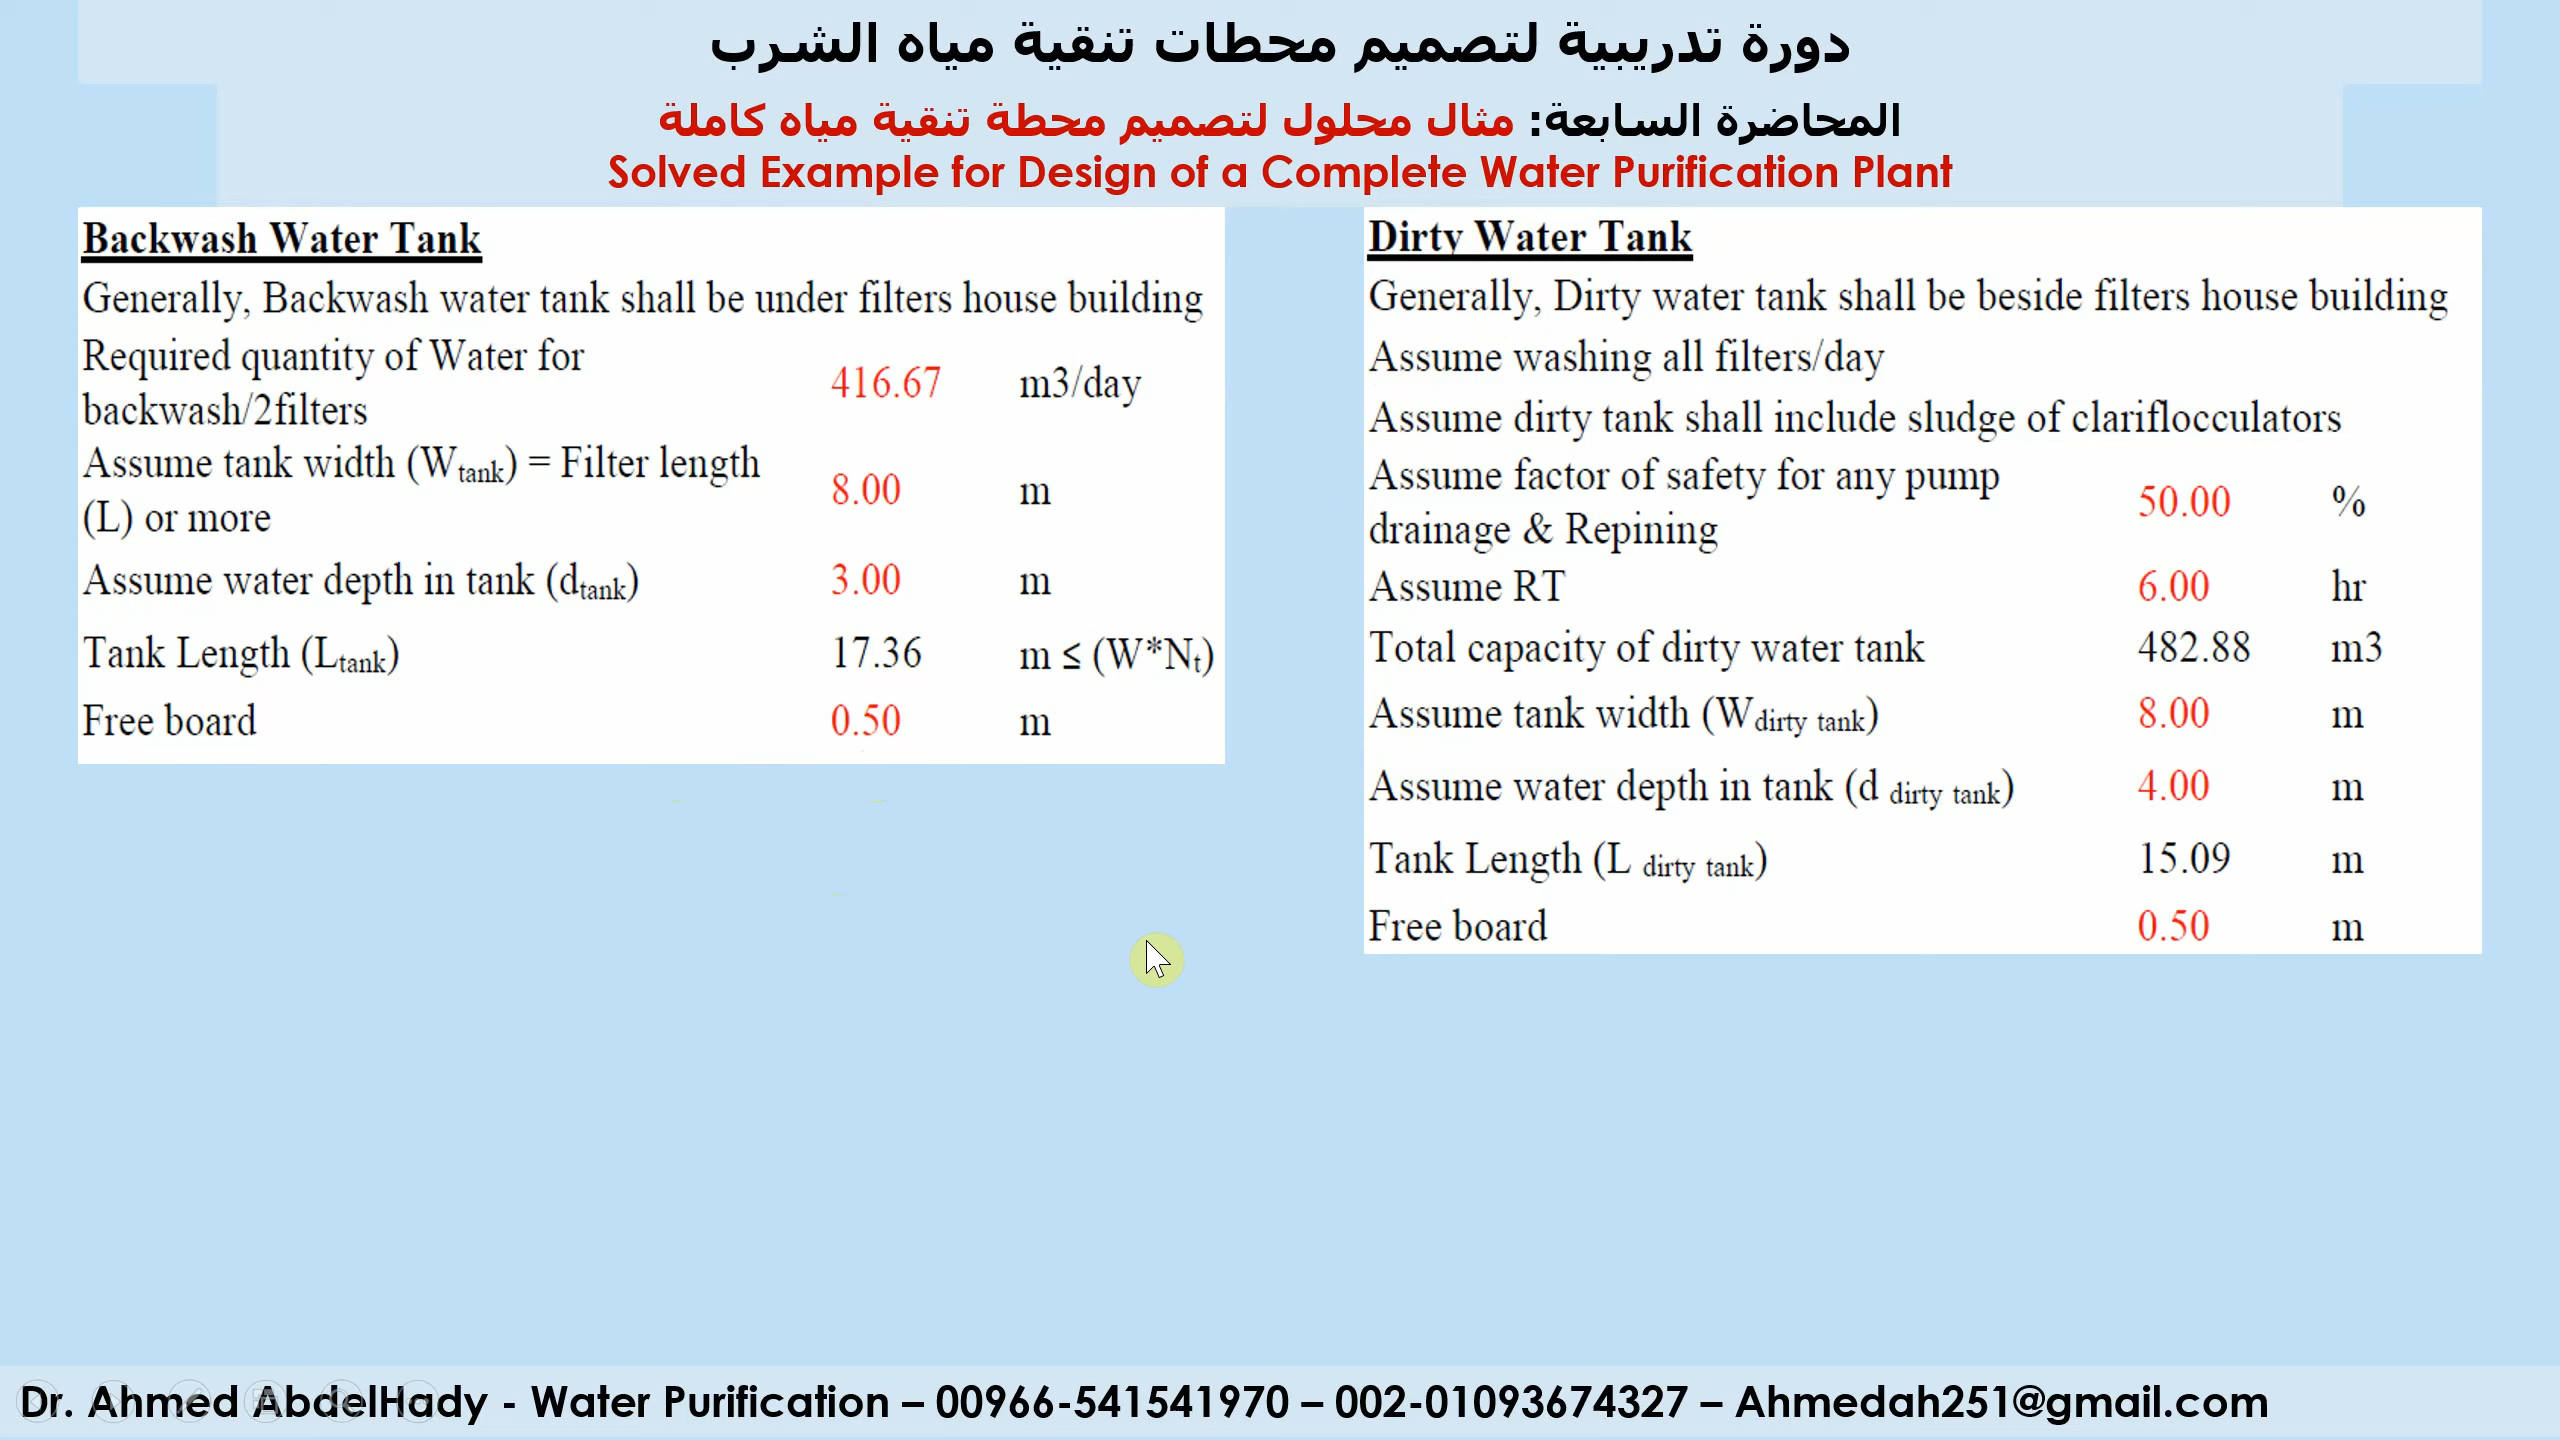 دورة تدريبية لتصميم محطات تنقية مياه الشرب
المحاضرة السابعة: مثال محلول لتصميم محطة تنقية مياه كاملة
Solved Example for Design of a Complete Water Purification Plant
Backwash Water Tank
Generally, Backwash water tank shall be under filters house building
Required quantity of Water for
backwash/2filters 416.67 m3/day
Assume tank width (Wtank) = Filter length
(L) or more 8.00 m
Assume water depth in tank (dtank) 3.00 m
Tank Length (Ltank) 17.36 m ≤ (W*Nt)
Free board 0.50 m
Dirty Water Tank
Generally, Dirty water tank shall be beside filters house building
Assume washing all filters/day
Assume dirty tank shall include sludge of clariflocculators
Assume factor of safety for any pump
drainage & Repining 50.00 %
Assume RT 6.00 hr
Total capacity of dirty water tank 482.88 m3
Assume tank width (Wdirty tank) 8.00 m
Assume water depth in tank (d dirty tank) 4.00 m
Tank Length (L dirty tank) 15.09 m
Free board 0.50 m
Dr. Ahmed AbdelHady - Water Purification – 00966-541541970 – 002-01093674327 – Ahmedah251@gmail.com